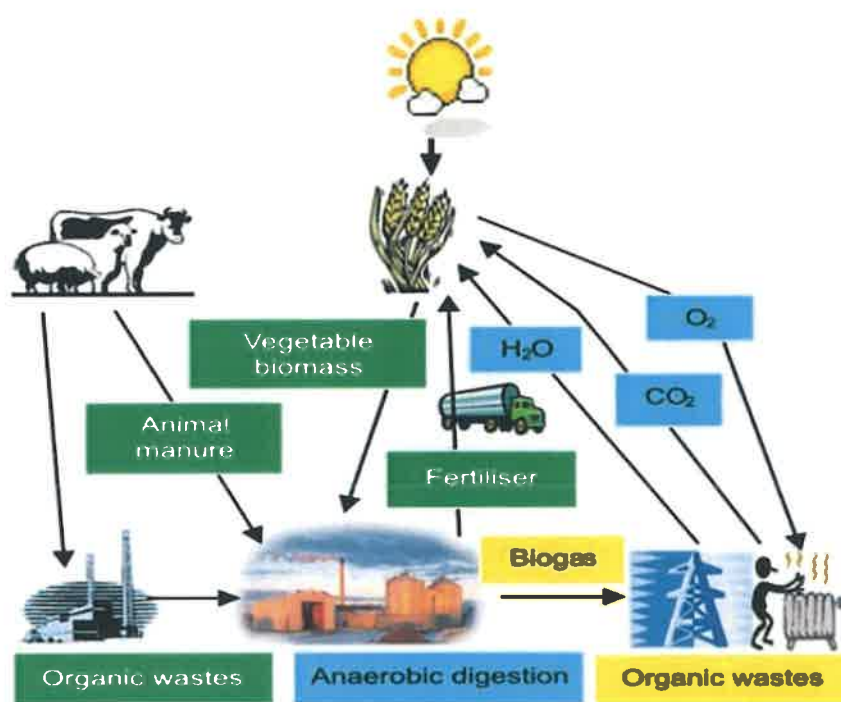 Vegetable
biomass
H₂O
O₂
CO₂
Animal
manure
Fertiliser
Biogas
Organic wastes
Anaerobic digestion
Organic wastes